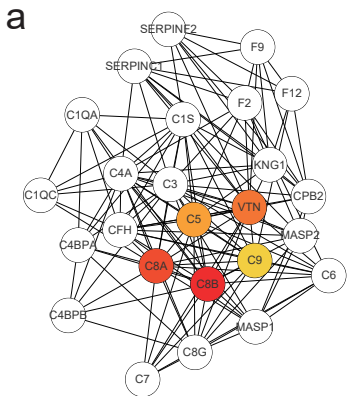 a
SERPINE2
F9
SERPINC1
F12
F2
C1QA
C1S
KNG1
C4A
C3
C1QC
CPB2
VTN
C5
CFH
MASP2
C4BPA
C9
C8A
C6
C8B
C4BPB
MASP1
C8G
C7